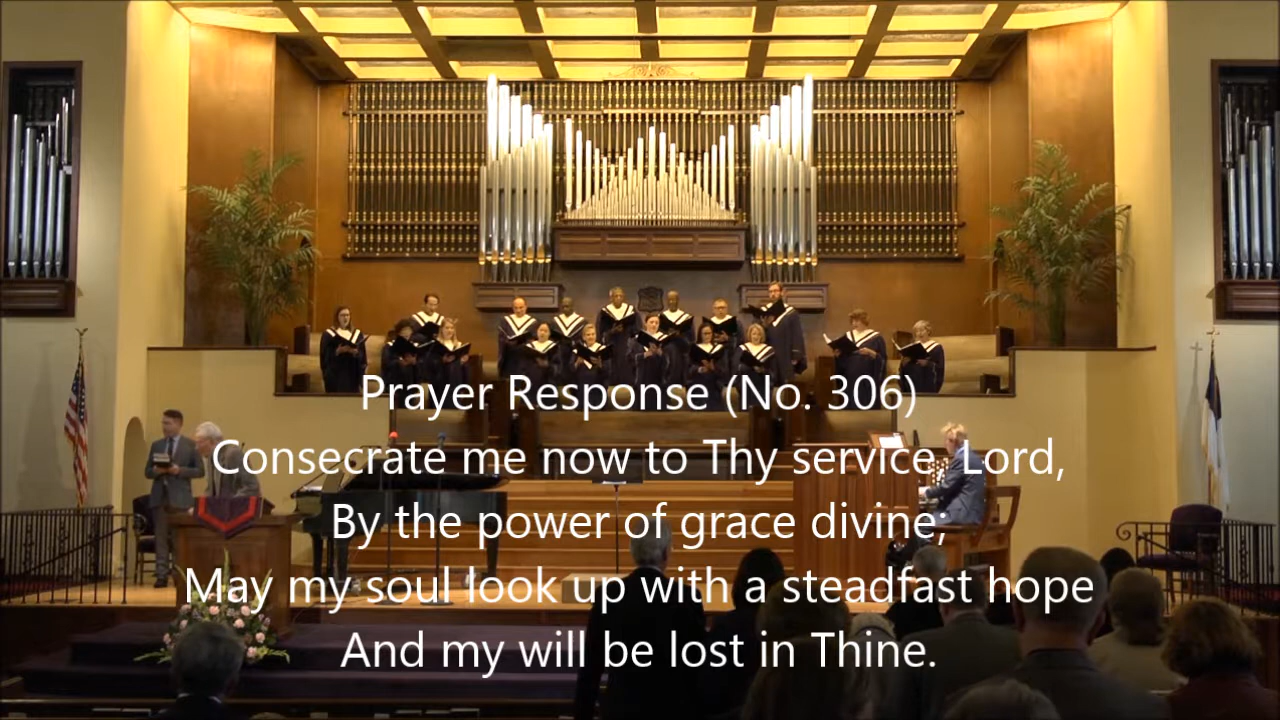 Prayer Response (No. 306)
Consecrate me now to Thy service, Lord,
By the power of grace divine;
May my soul look up with a steadfast hope
And my will be lost in Thine.